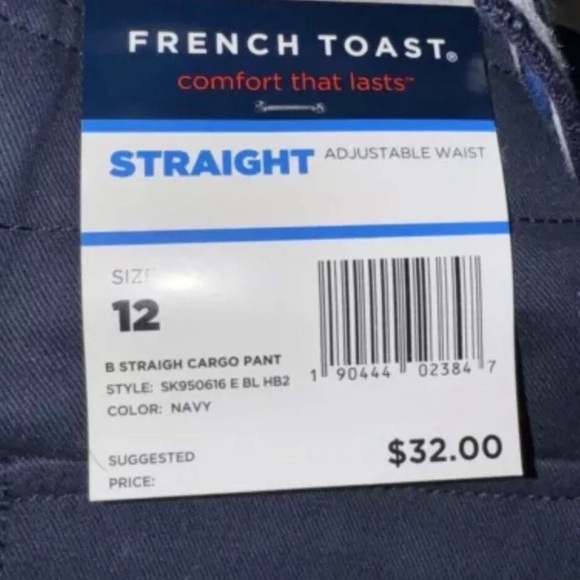 FRENCH TOAST®
comfort that lasts™
STRAIGHT ADJUSTABLE WAIST
SIZE
12
B STRAIGH CARGO PANT
STYLE: SK950616 E BL HB2
COLOR: NAVY
1 90444 02384 7
SUGGESTED
PRICE:
$32.00